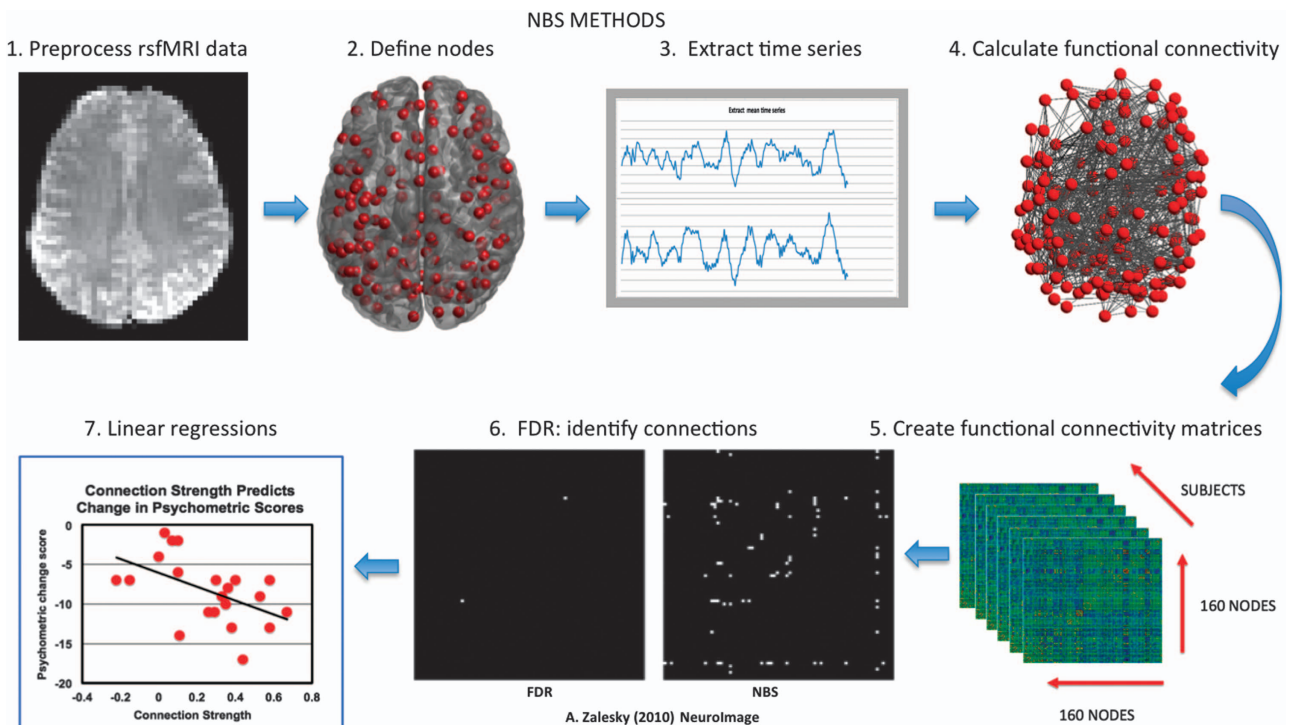 NBS METHODS
1. Preprocess rsfMRI data
2. Define nodes
3. Extract time series
4. Calculate functional connectivity
Extract mean time series
7. Linear regressions
6. FDR: identify connections
5. Create functional connectivity matrices
Connection Strength Predicts
Change in Psychometric Scores
Psychometric change score
0
-5
-10
-15
-20
-0.4 -0.2 0 0.2 0.4 0.6 0.8
Connection Strength
FDR
NBS
SUBJECTS
160 NODES
160 NODES
A. Zalesky (2010) NeuroImage